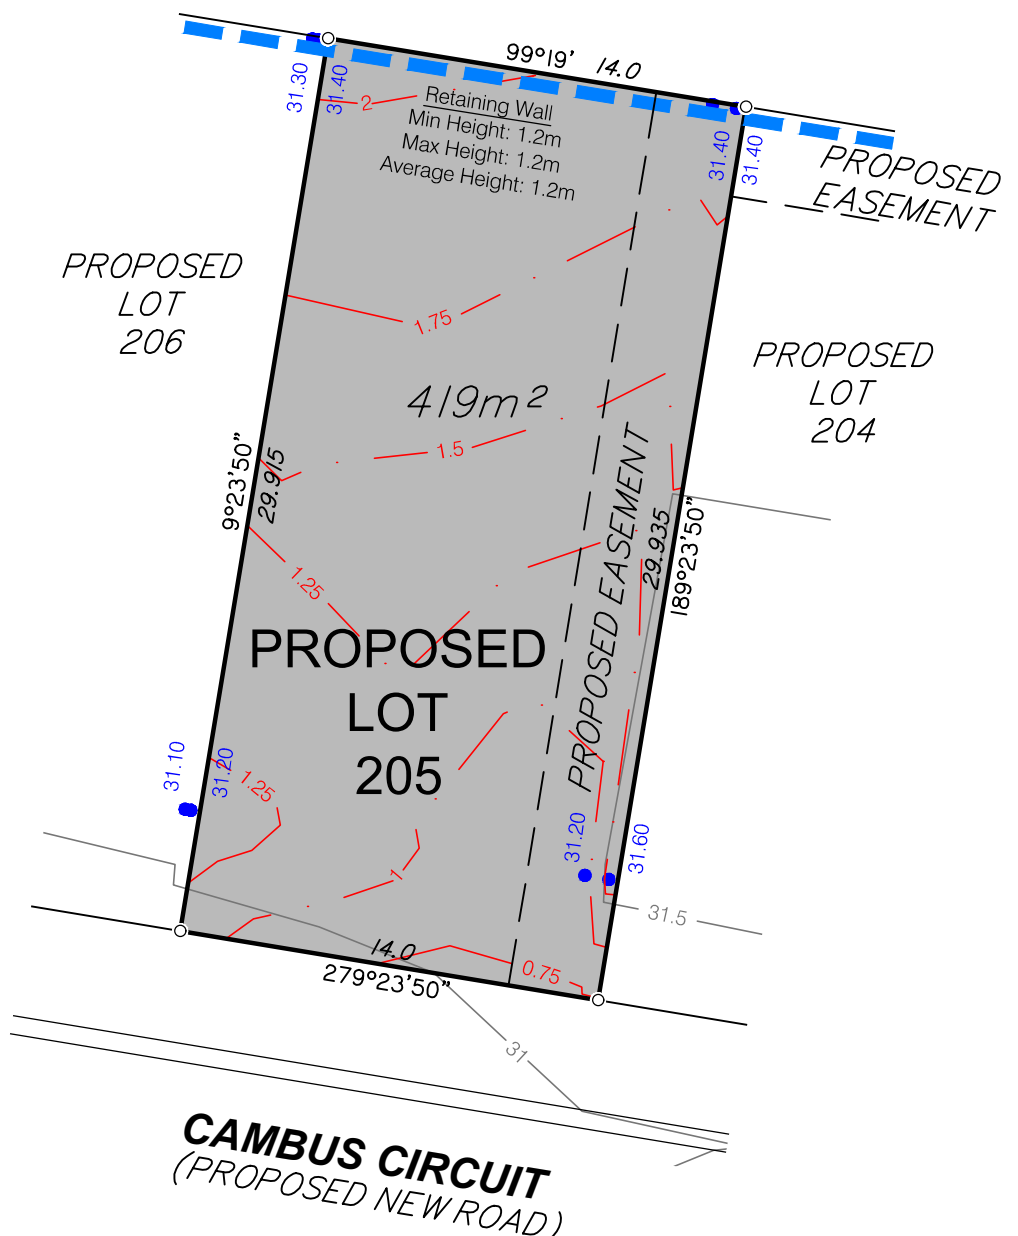 99°19' 14.0
31.30
31.40
2
Retaining Wall
Min Height: 1.2m
Max Height: 1.2m
Average Height: 1.2m
31.40
31.40
PROPOSED
EASEMENT
PROPOSED
LOT
206
1.75
PROPOSED
LOT
204
419m²
1.5
9°23'50"
29.915
PROPOSED EASEMENT
29.935
189°23'50"
1.25
PROPOSED
LOT
205
31.10
31.20
1.25
31.20
31.60
1
31.5
14.0
279°23'50"
0.75
31
CAMBUS CIRCUIT
(PROPOSED NEW ROAD)